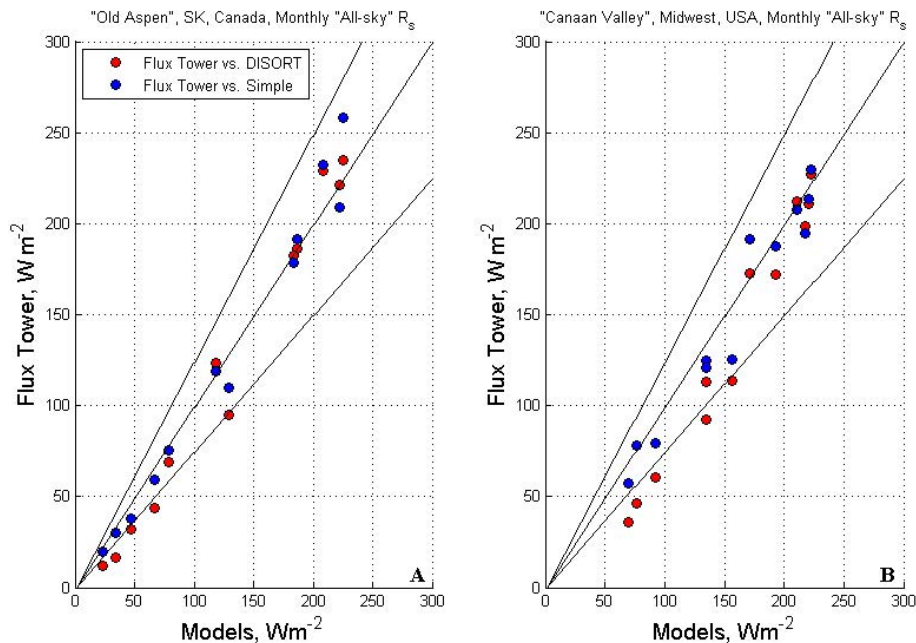 "Old Aspen", SK, Canada, Monthly "All-sky" Rs
Flux Tower vs. DISORT
Flux Tower vs. Simple
300
250
200
150
100
50
0
0 50 100 150 200 250 300
Flux Tower, Wm-2
Models, Wm-2
A
"Canaan Valley", Midwest, USA, Monthly "All-sky" Rs
300
250
200
150
100
50
0
0 50 100 150 200 250 300
Flux Tower, Wm-2
Models, Wm-2
B